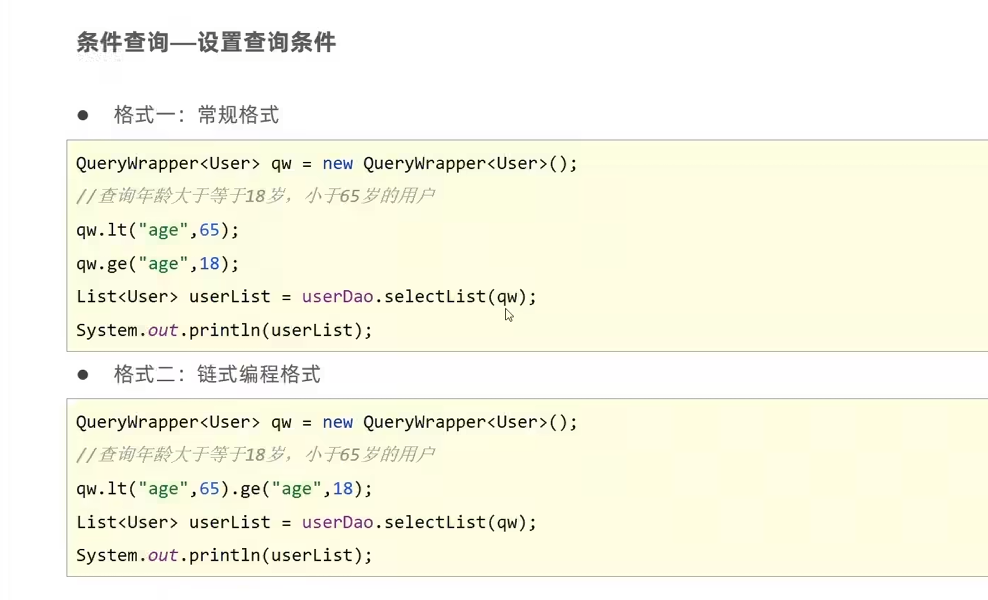 条件查询——设置查询条件
● 格式一：常规格式
QueryWrapper<User> qw = new QueryWrapper<User>();
//查询年龄大于等于18岁，小于65岁的用户
qw.lt("age",65);
qw.ge("age",18);
List<User> userList = userDao.selectList(qw);
System.out.println(userList);
● 格式二：链式编程格式
QueryWrapper<User> qw = new QueryWrapper<User>();
//查询年龄大于等于18岁，小于65岁的用户
qw.lt("age",65).ge("age",18);
List<User> userList = userDao.selectList(qw);
System.out.println(userList);